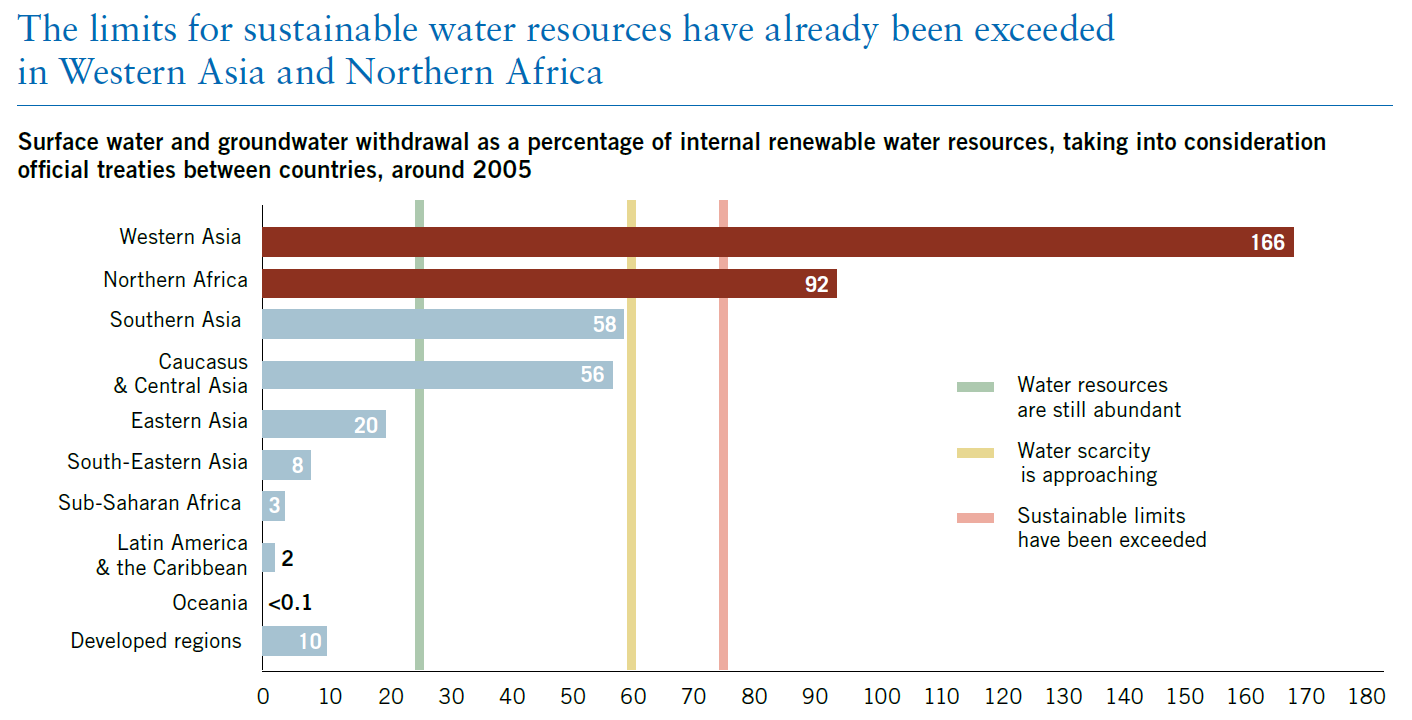 The limits for sustainable water resources have already been exceeded
in Western Asia and Northern Africa
Surface water and groundwater withdrawal as a percentage of internal renewable water resources, taking into consideration
official treaties between countries, around 2005
Western Asia 166
Northern Africa 92
Southern Asia 58
Caucasus
& Central Asia 56
Eastern Asia 20
South-Eastern Asia 8
Sub-Saharan Africa 3
Latin America
& the Caribbean 2
Oceania <0.1
Developed regions 10
Water resources
are still abundant
Water scarcity
is approaching
Sustainable limits
have been exceeded
0 10 20 30 40 50 60 70 80 90 100 110 120 130 140 150 160 170 180